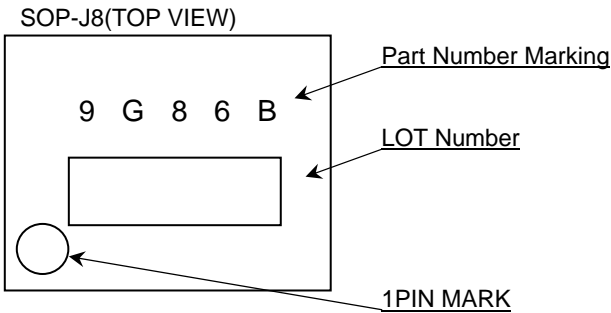 SOP-J8(TOP VIEW)
Part Number Marking
9 G 8 6 B
LOT Number
1PIN MARK